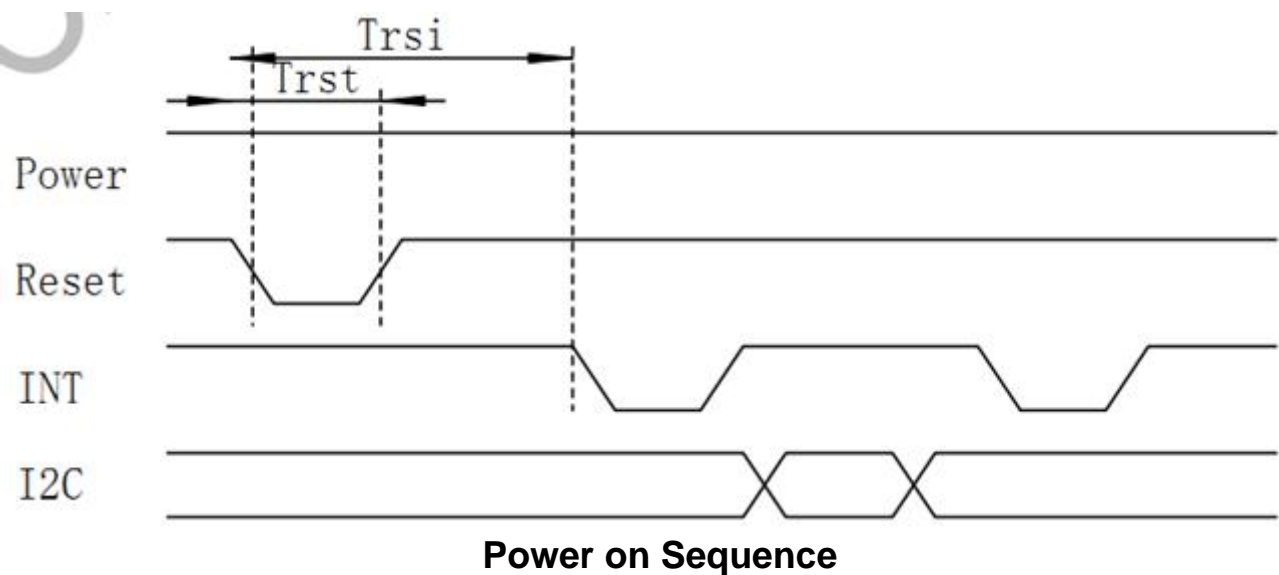 Trsi
Trst
Power
Reset
INT
I2C
Power on Sequence